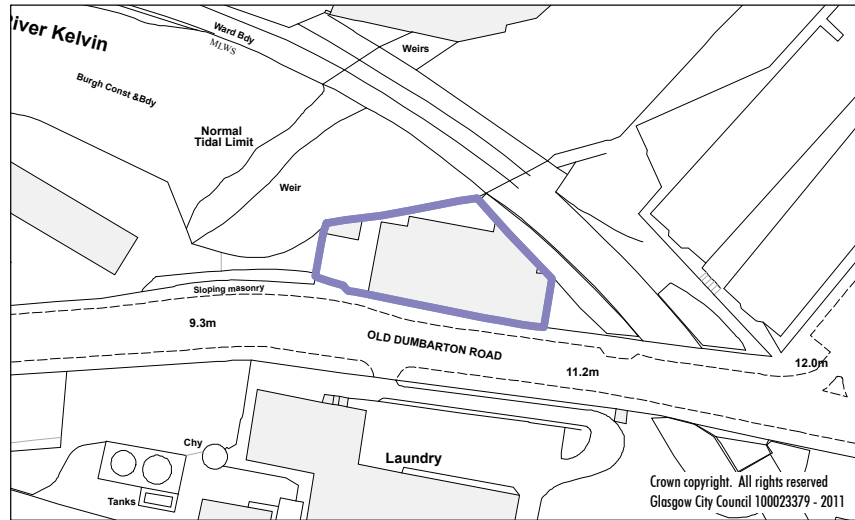 River Kelvin
Ward Bdy
MLWS
Weirs
Burgh Const &Bdy
Normal
Tidal Limit
Weir
Sloping masonry
9.3m
OLD DUMBARTON ROAD
11.2m
12.0m
Chy
Laundry
Tanks
Crown copyright. All rights reserved
Glasgow City Council 100023379 - 2011